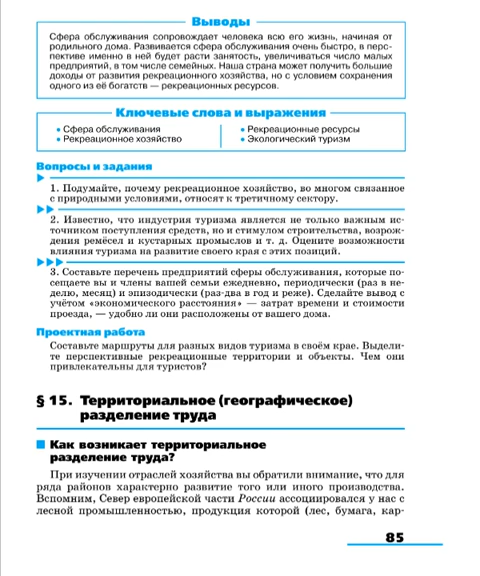 Выводы
Сфера обслуживания сопровождает человека всю его жизнь, начиная от
родильного дома. Развивается сфера обслуживания очень быстро, в перс-
пективе именно в ней будет расти занятость, увеличиваться число малых
предприятий, в том числе семейных. Наша страна может получить большие
доходы от развития рекреационного хозяйства, но с условием сохранения
одного из её богатств — рекреационных ресурсов.
Ключевые слова и выражения
• Сфера обслуживания
• Рекреационное хозяйство
• Рекреационные ресурсы
• Экологический туризм
Вопросы и задания
1. Подумайте, почему рекреационное хозяйство, во многом связанное
с природными условиями, относят к третичному сектору.
2. Известно, что индустрия туризма является не только важным ис-
точником поступления средств, но и стимулом строительства, возрож-
дения ремёсел и кустарных промыслов и т. д. Оцените возможности
влияния туризма на развитие своего края с этих позиций.
3. Составьте перечень предприятий сферы обслуживания, которые по-
сещаете вы и члены вашей семьи ежедневно, периодически (раз в не-
делю, месяц) и эпизодически (раз-два в год и реже). Сделайте вывод с
учётом «экономического расстояния» — затрат времени и стоимости
проезда, — удобно ли они расположены от вашего дома.
Проектная работа
Составьте маршруты для разных видов туризма в своём крае. Выдели-
те перспективные рекреационные территории и объекты. Чем они
привлекательны для туристов?
§ 15. Территориальное (географическое)
разделение труда
Как возникает территориальное
разделение труда?
При изучении отраслей хозяйства вы обратили внимание, что для
ряда районов характерно развитие того или иного производства.
Вспомним, Север европейской части России ассоциировался у нас с
лесной промышленностью, продукция которой (лес, бумага, кар-
85